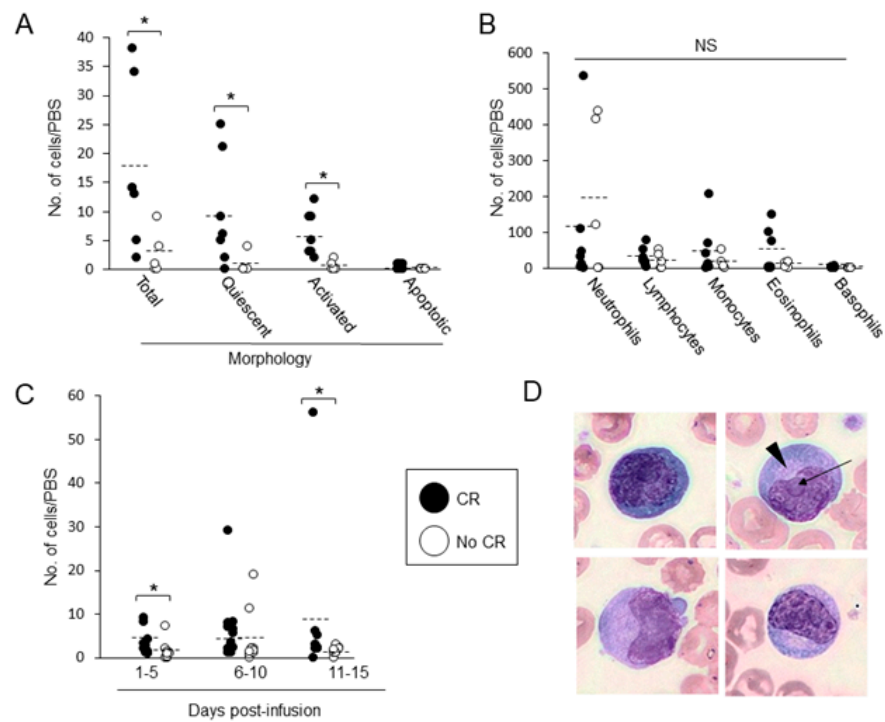 A
*
*
*
40
35
30
25
20
15
10
5
0
No. of cells/PBS
Total
Quiescent
Activated
Apoptotic
Morphology
B
NS
600
500
400
300
200
100
0
No. of cells/PBS
Neutrophils
Lymphocytes
Monocytes
Eosinophils
Basophils
C
*
*
60
50
40
30
20
10
0
No. of cells/PBS
1-5
6-10
11-15
Days post-infusion
CR
No CR
D